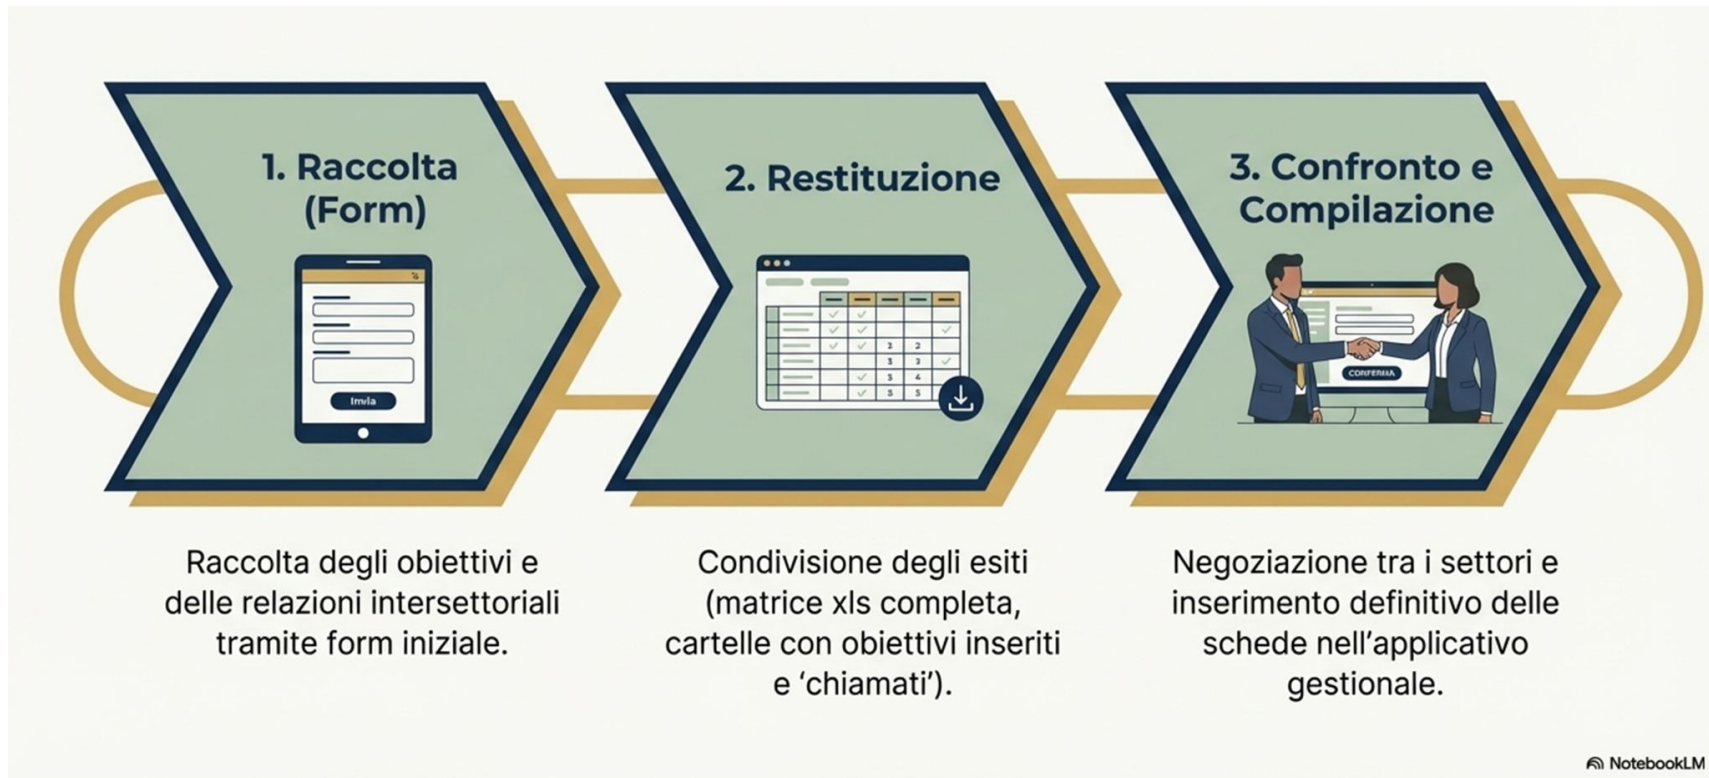 1. Raccolta
(Form)
Invia
Raccolta degli obiettivi e
delle relazioni intersettoriali
tramite form iniziale.
2. Restituzione
Condivisione degli esiti
(matrice xls completa,
cartelle con obiettivi inseriti
e ‘chiamati’).
3. Confronto e
Compilazione
CONFERMA
Negoziazione tra i settori e
inserimento definitivo delle
schede nell’applicativo
gestionale.
NotebookLM